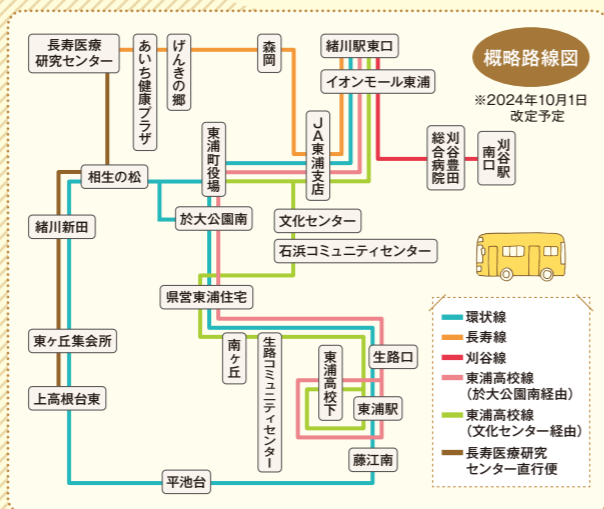 概略路線図
※2024年10月1日
改定予定
長寿医療
研究センター
あいち健康プラザ
げんきの郷
森岡
緒川駅東口
イオンモール東浦
JA東浦支店
東浦町役場
刈谷豊田
総合病院
刈谷駅
南口
相生の松
於大公園南
文化センター
石浜コミュニティセンター
緒川新田
県営東浦住宅
東ヶ丘集会所
南ヶ丘
生路コミュニティセンター
東浦高校下
生路口
上高根台東
東浦駅
藤江南
平池台
環状線
長寿線
刈谷線
東浦高校線
(於大公園南経由)
東浦高校線
(文化センター経由)
長寿医療研究
センター直行便